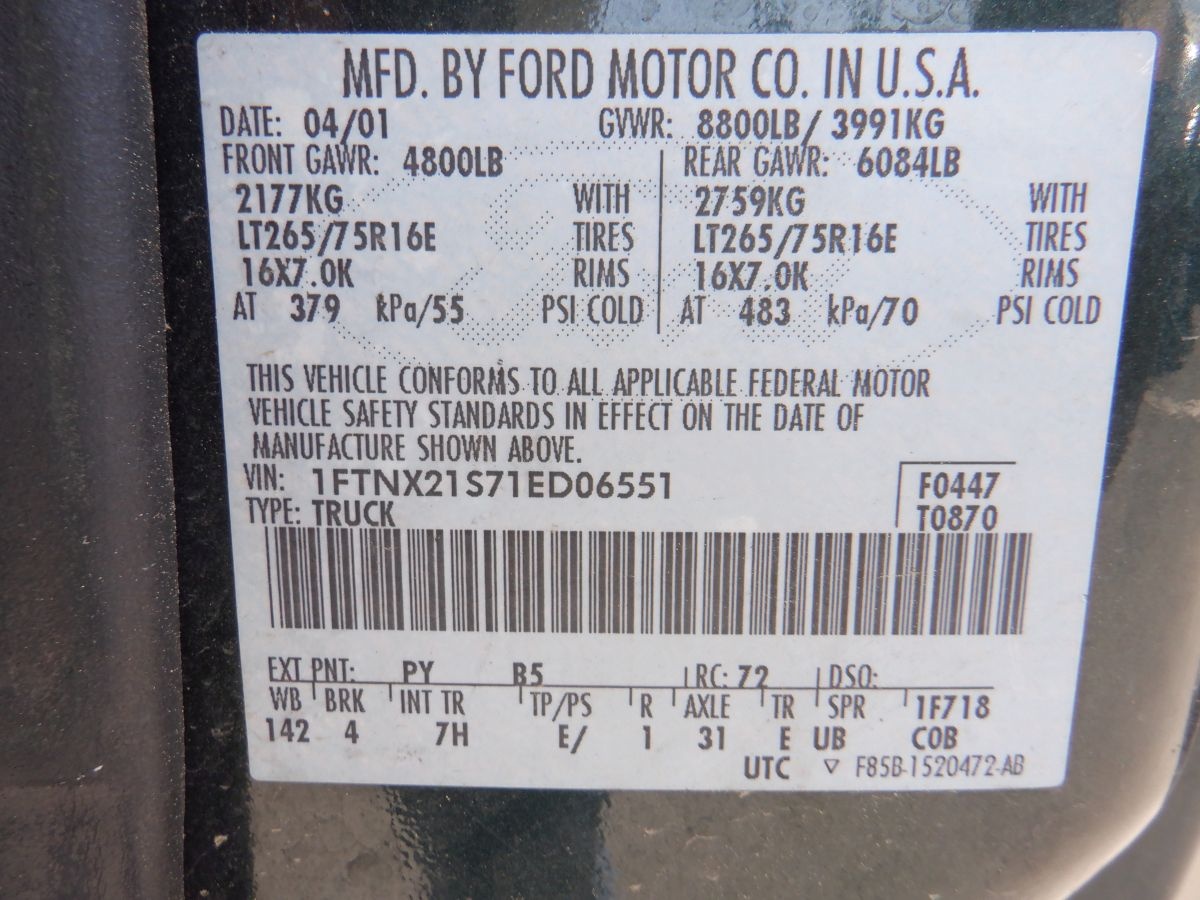 MFD. BY FORD MOTOR CO. IN U.S.A.
DATE: 04/01 GVWR: 8800LB/ 3991KG
FRONT GAWR: 4800LB REAR GAWR: 6084LB
2177KG WITH 2759KG WITH
LT265/75R16E TIRES LT265/75R16E TIRES
16X7.0K RIMS 16X7.0K RIMS
AT 379 kPa/55 PSI COLD AT 483 kPa/70 PSI COLD
THIS VEHICLE CONFORMS TO ALL APPLICABLE FEDERAL MOTOR
VEHICLE SAFETY STANDARDS IN EFFECT ON THE DATE OF
MANUFACTURE SHOWN ABOVE.
VIN: 1FTNX21S71ED06551 F0447
TYPE: TRUCK T0870
EXT PNT: PY B5 RC: 72 DSO:
WB BRK INT TR TP/PS R AXLE TR SPR 1F718
142 4 7H E/ 1 31 E UB COB
UTC ▽ F85B-1520472-AB